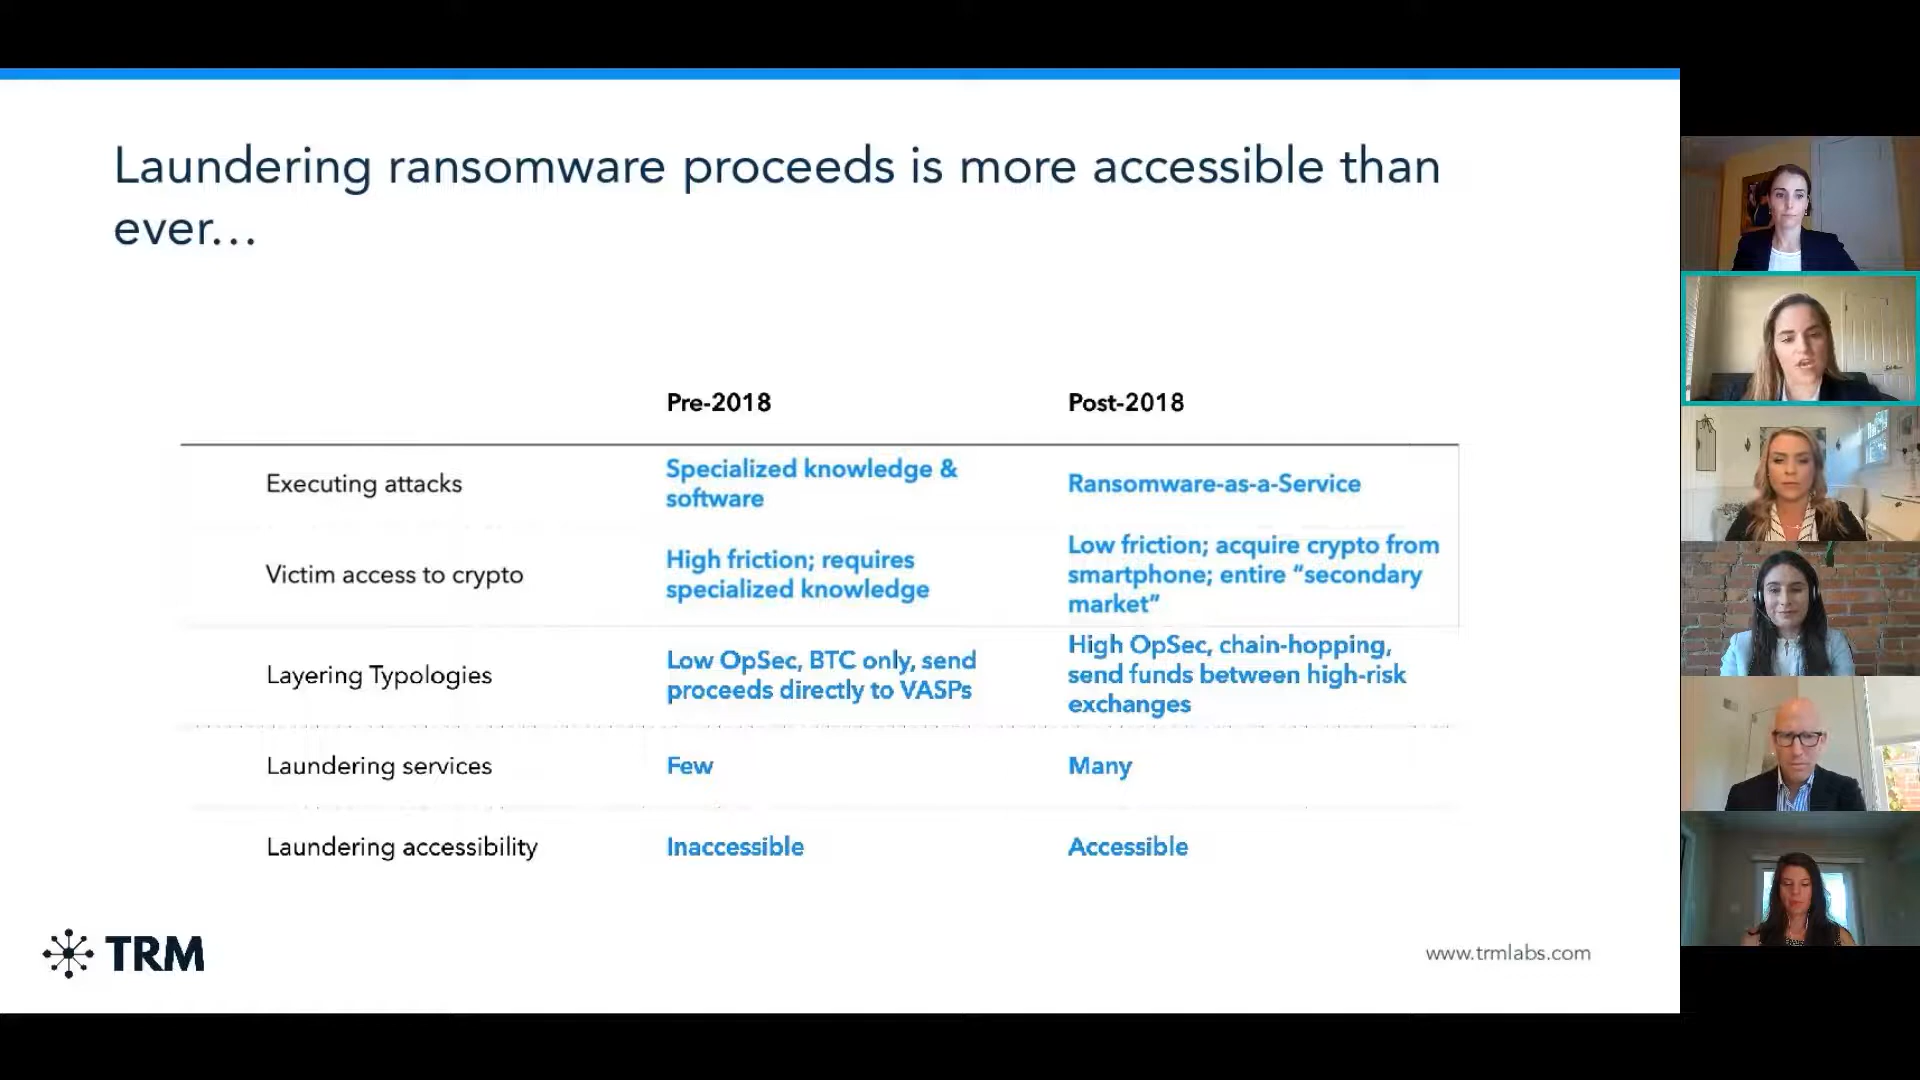 Laundering ransomware proceeds is more accessible than
ever...
Pre-2018
Post-2018
Executing attacks
Specialized knowledge &
software
Ransomware-as-a-Service
Victim access to crypto
High friction; requires
specialized knowledge
Low friction; acquire crypto from
smartphone; entire “secondary
market”
Layering Typologies
Low OpSec, BTC only, send
proceeds directly to VASPs
High OpSec, chain-hopping,
send funds between high-risk
exchanges
Laundering services
Few
Many
Laundering accessibility
Inaccessible
Accessible
TRM
www.trmlabs.com